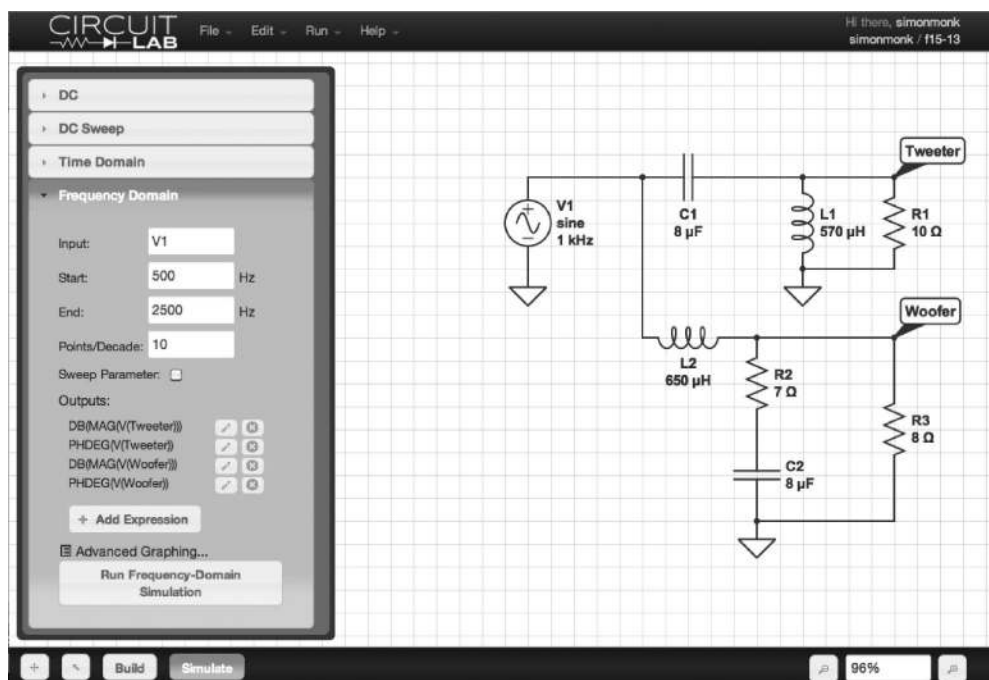 CIRCUIT LAB
File Edit Run Help
Hi there, simonmonk
simonmonk / f15-13
DC
DC Sweep
Time Domain
Frequency Domain
Input: V1
Start: 500 Hz
End: 2500 Hz
Points/Decade: 10
Sweep Parameter:
Outputs:
DB(MAG(V(Tweeter)))
PHDEG(V(Tweeter))
DB(MAG(V(Woofer)))
PHDEG(V(Woofer))
+ Add Expression
Advanced Graphing...
Run Frequency-Domain
Simulation
V1
sine
1 kHz
C1
8 µF
L1
570 µH
R1
10 Ω
Tweeter
L2
650 µH
R2
7 Ω
C2
8 µF
R3
8 Ω
Woofer
Build
Simulate
96%